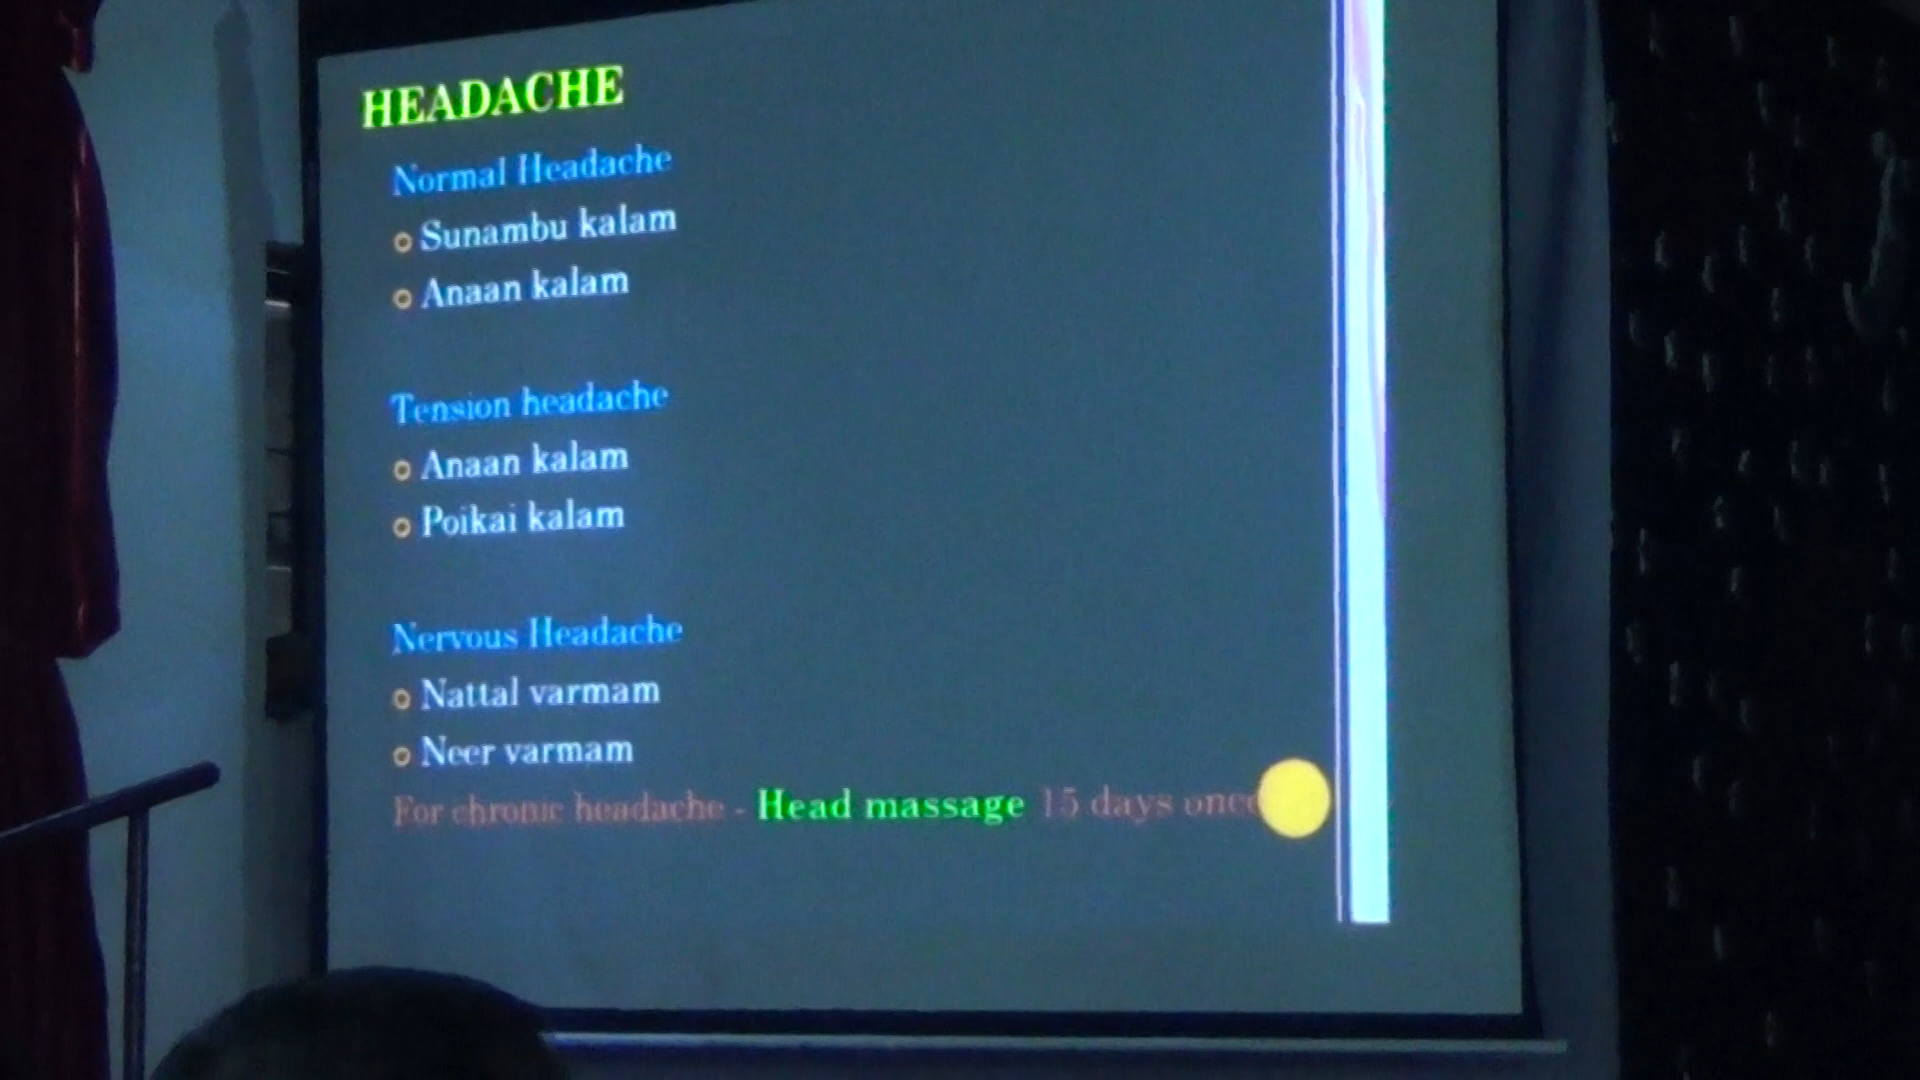 HEADACHE
Normal Headache
Sunambu kalam
Anaan kalam
Tension headache
Anaan kalam
Poikai kalam
Nervous Headache
Nattal varmam
Neer varmam
For chronic headache - Head massage 15 days once